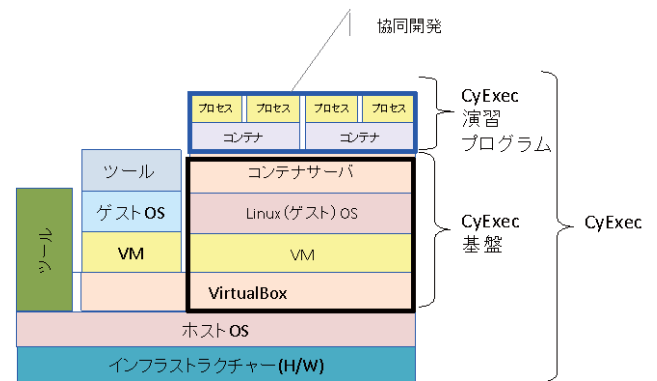 協同開発
プロセス プロセス プロセス プロセス
コンテナ コンテナ
CyExec
演習
プログラム
ツール
コンテナサーバ
ゲストOS
Linux(ゲスト)OS
VM
VM
VirtualBox
ツール
CyExec
基盤
CyExec
ホストOS
インフラストラクチャー(H/W)